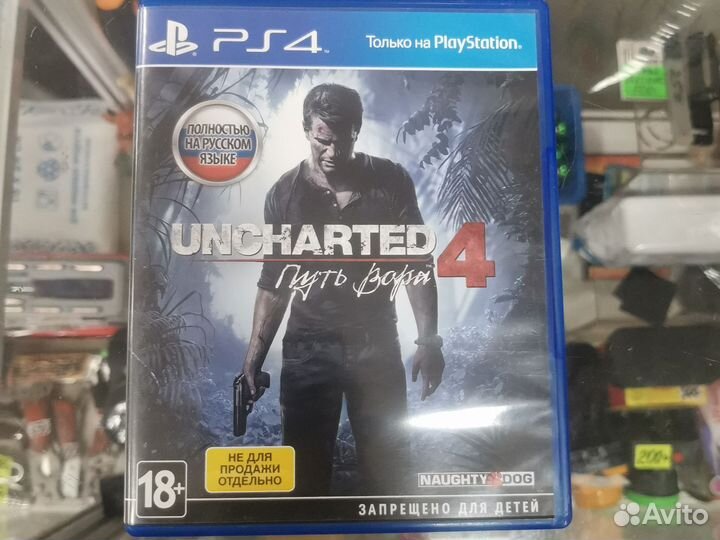 PS4
Только на PlayStation®
ПОЛНОСТЬЮ
НА РУССКОМ
ЯЗЫКЕ
UNCHARTED 4
Путь вора
НЕ ДЛЯ
ПРОДАЖИ
ОТДЕЛЬНО
18+
NAUGHTY DOG
ЗАПРЕЩЕНО ДЛЯ ДЕТЕЙ
200
Avito